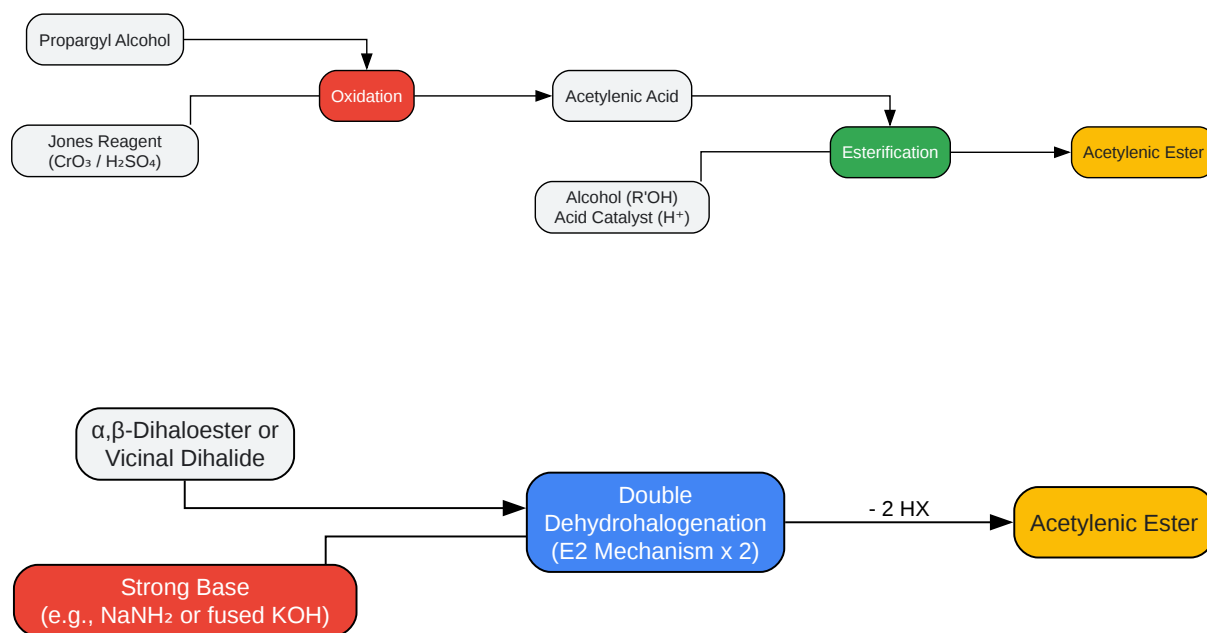 Propargyl Alcohol
Oxidation
Acetylenic Acid
Jones Reagent
(CrO₃ / H₂SO₄)
Esterification
Acetylenic Ester
Alcohol (R'OH)
Acid Catalyst (H⁺)
α,β-Dihaloester or
Vicinal Dihalide
Double
Dehydrohalogenation
(E2 Mechanism x 2)
- 2 HX
Acetylenic Ester
Strong Base
(e.g., NaNH₂ or fused KOH)